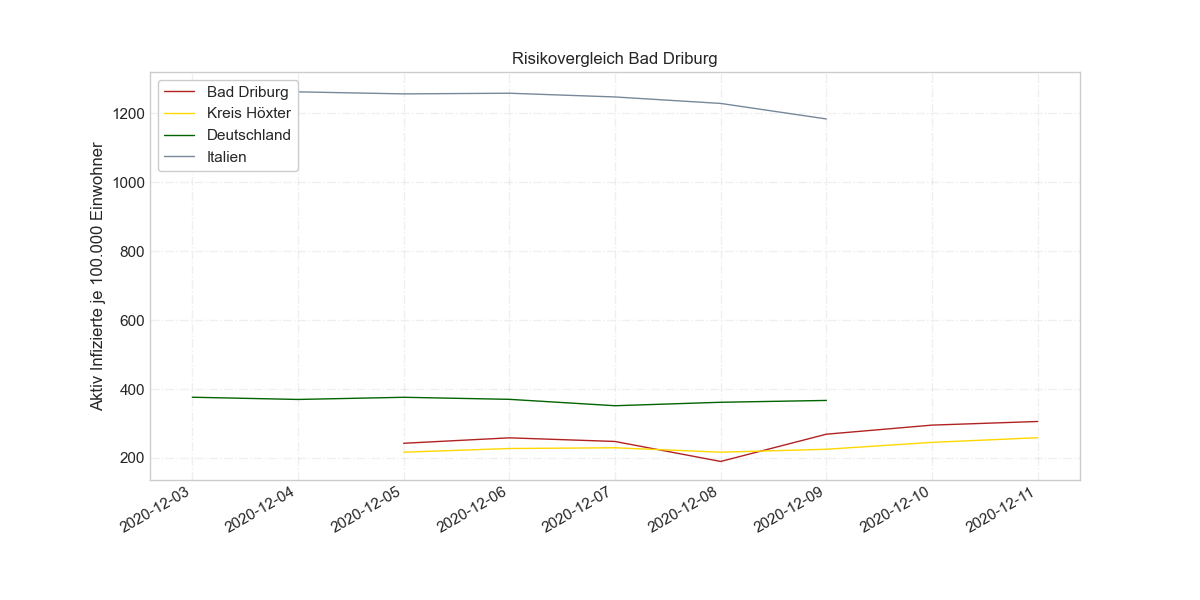 Risikovergleich Bad Driburg
Bad Driburg
Kreis Höxter
Deutschland
Italien
Aktiv Infizierte je 100.000 Einwohner
1200
1000
800
600
400
200
2020-12-03
2020-12-04
2020-12-05
2020-12-06
2020-12-07
2020-12-08
2020-12-09
2020-12-10
2020-12-11